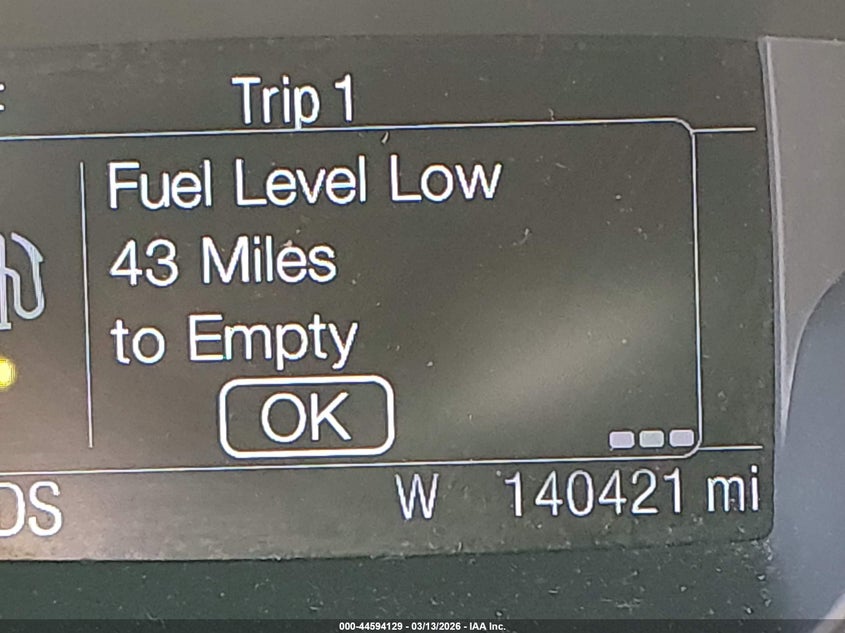 Trip 1
Fuel Level Low
43 Miles
to Empty
OK
W 140421 mi
000-44594129 - 03/13/2026 - IAA Inc.